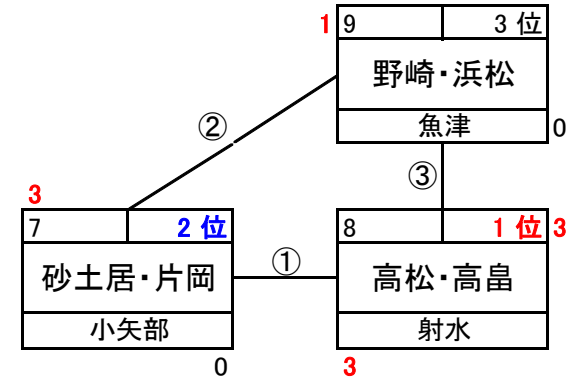 1 9 3位
野崎・浜松
魚津 0
②
③
3
7 2位
砂土居・片岡
小矢部
0
①
8 1位 3
高松・高畠
射水
3